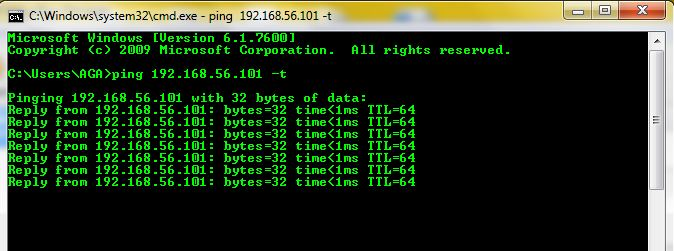 C:\Windows\system32\cmd.exe - ping  192.168.56.101 -t
Microsoft Windows [Version 6.1.7600]
Copyright (c) 2009 Microsoft Corporation.  All rights reserved.
C:\Users\AGA>ping 192.168.56.101 -t
Pinging 192.168.56.101 with 32 bytes of data:
Reply from 192.168.56.101: bytes=32 time<1ms TTL=64
Reply from 192.168.56.101: bytes=32 time<1ms TTL=64
Reply from 192.168.56.101: bytes=32 time<1ms TTL=64
Reply from 192.168.56.101: bytes=32 time<1ms TTL=64
Reply from 192.168.56.101: bytes=32 time<1ms TTL=64
Reply from 192.168.56.101: bytes=32 time<1ms TTL=64
Reply from 192.168.56.101: bytes=32 time<1ms TTL=64